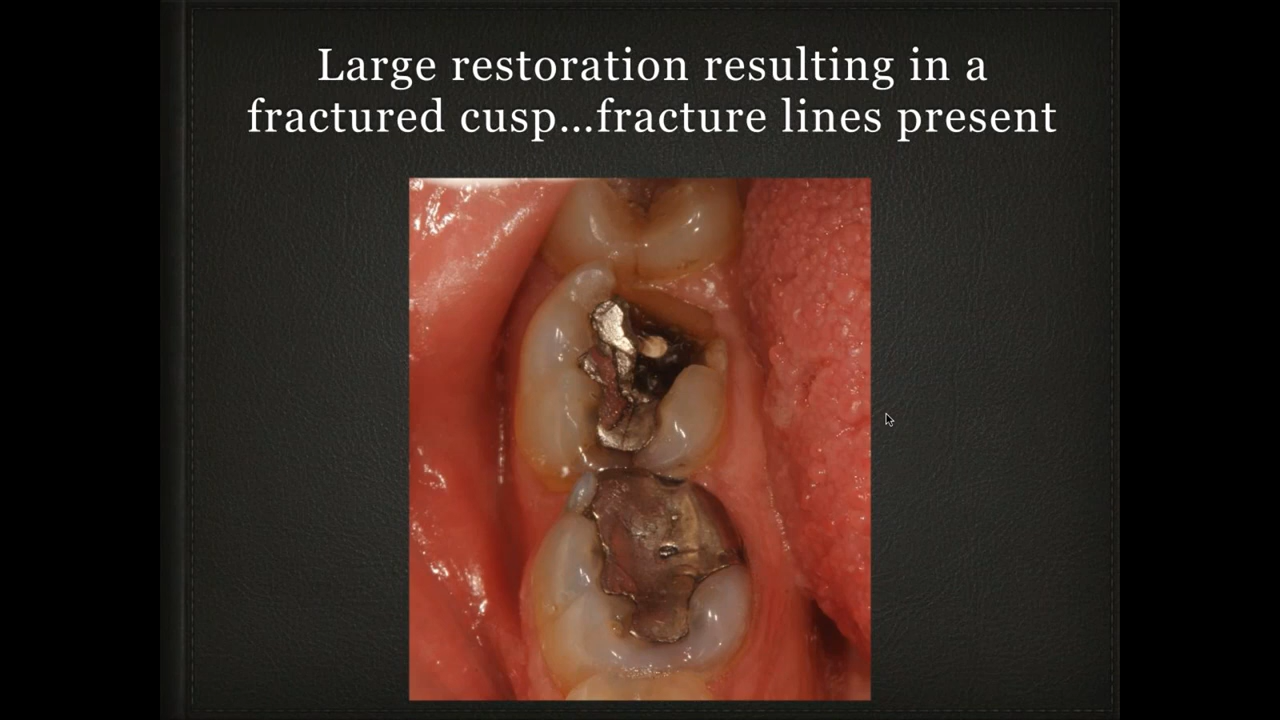 Large restoration resulting in a
fractured cusp...fracture lines present